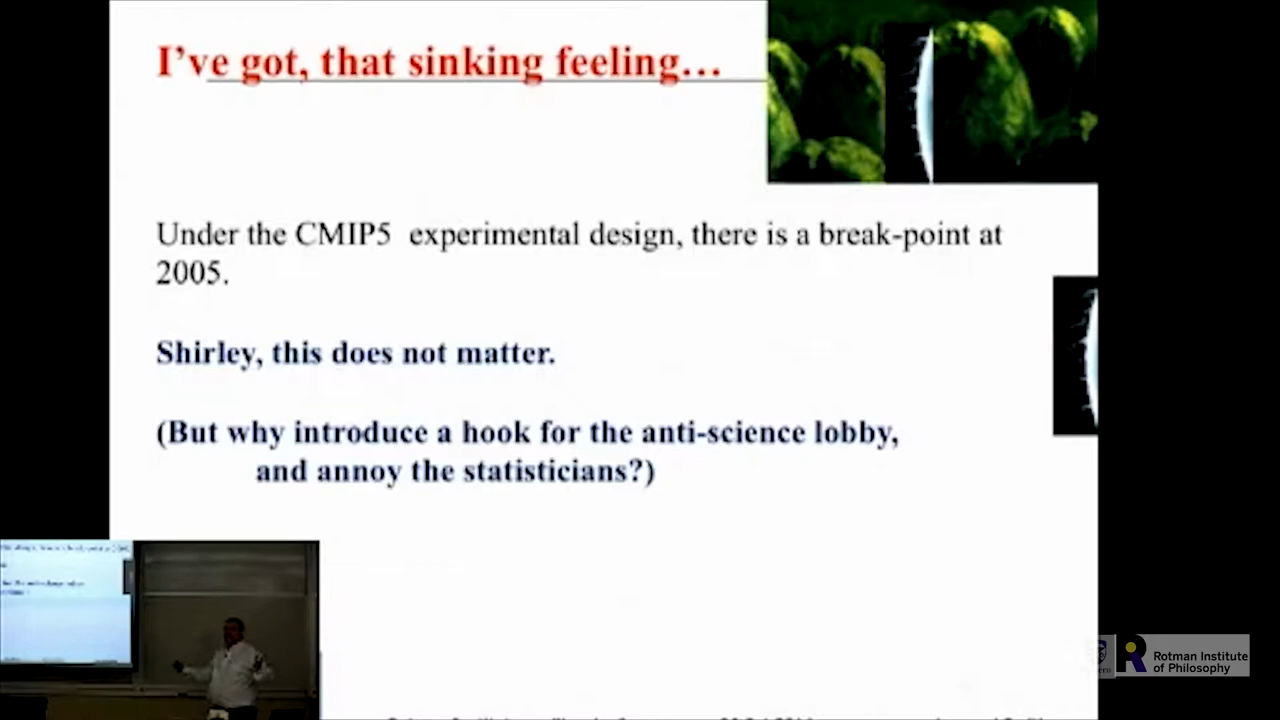 I've got, that sinking feeling...
Under the CMIP5 experimental design, there is a break-point at
2005.
Shirley, this does not matter.
(But why introduce a hook for the anti-science lobby,
and annoy the statisticians?)
Rotman Institute
of Philosophy